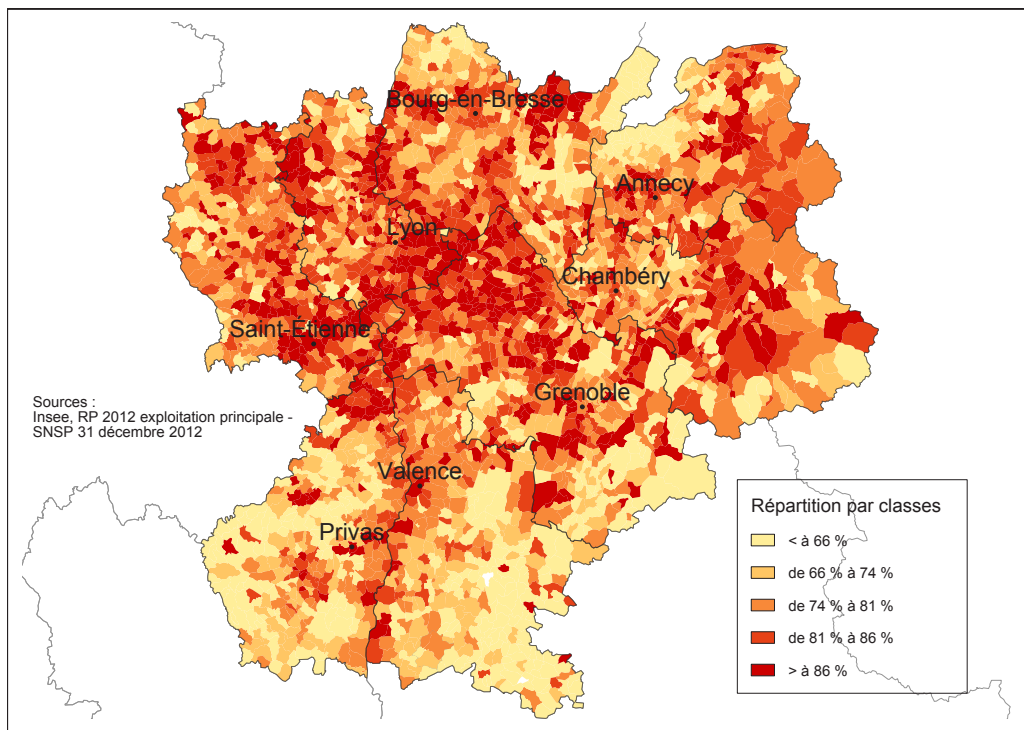 Bourg-en-Bresse
Annecy
Lyon
Chambéry
Saint-Étienne
Grenoble
Sources :
Insee, RP 2012 exploitation principale -
SNSP 31 décembre 2012
Valence
Privas
Répartition par classes
< à 66 %
de 66 % à 74 %
de 74 % à 81 %
de 81 % à 86 %
> à 86 %